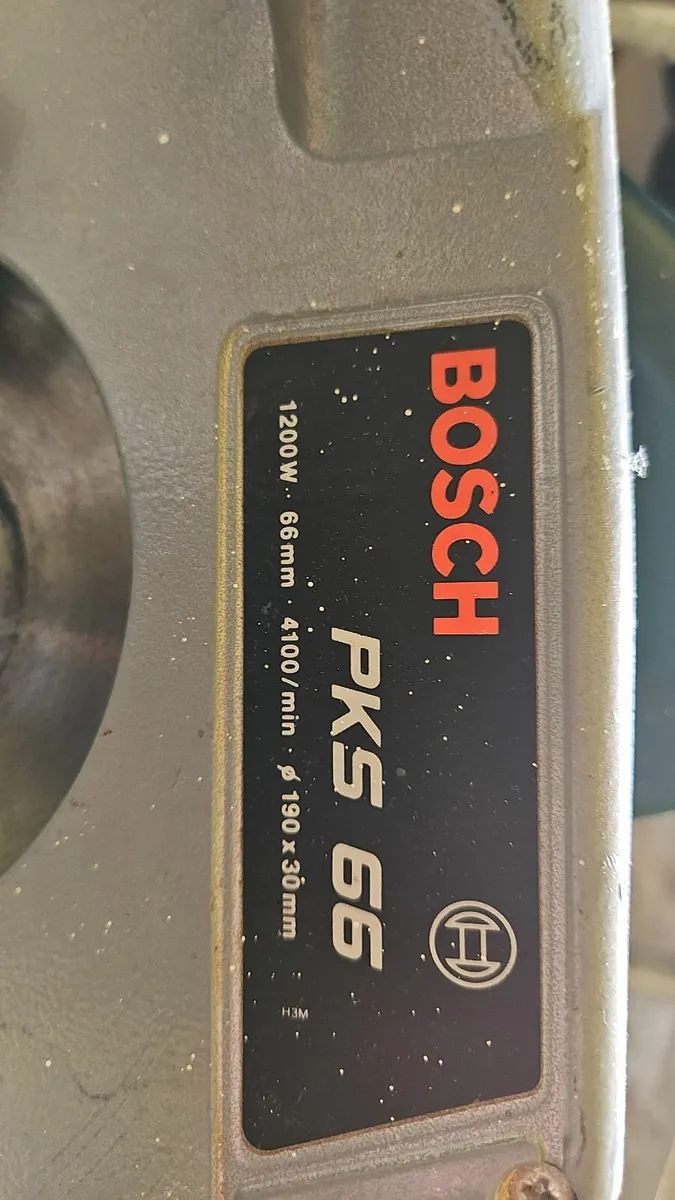 BOSCH
PKS 66
1200W · 66mm · 4100/min · ø 190 x 30mm
H3M